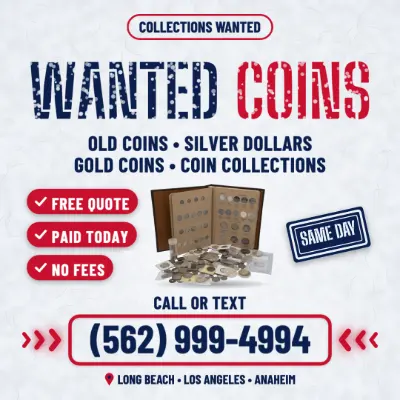 COLLECTIONS WANTED
WANTED COINS
OLD COINS • SILVER DOLLARS
GOLD COINS • COIN COLLECTIONS
FREE QUOTE
PAID TODAY
NO FEES
SAME DAY
CALL OR TEXT
(562) 999-4994
LONG BEACH • LOS ANGELES • ANAHEIM